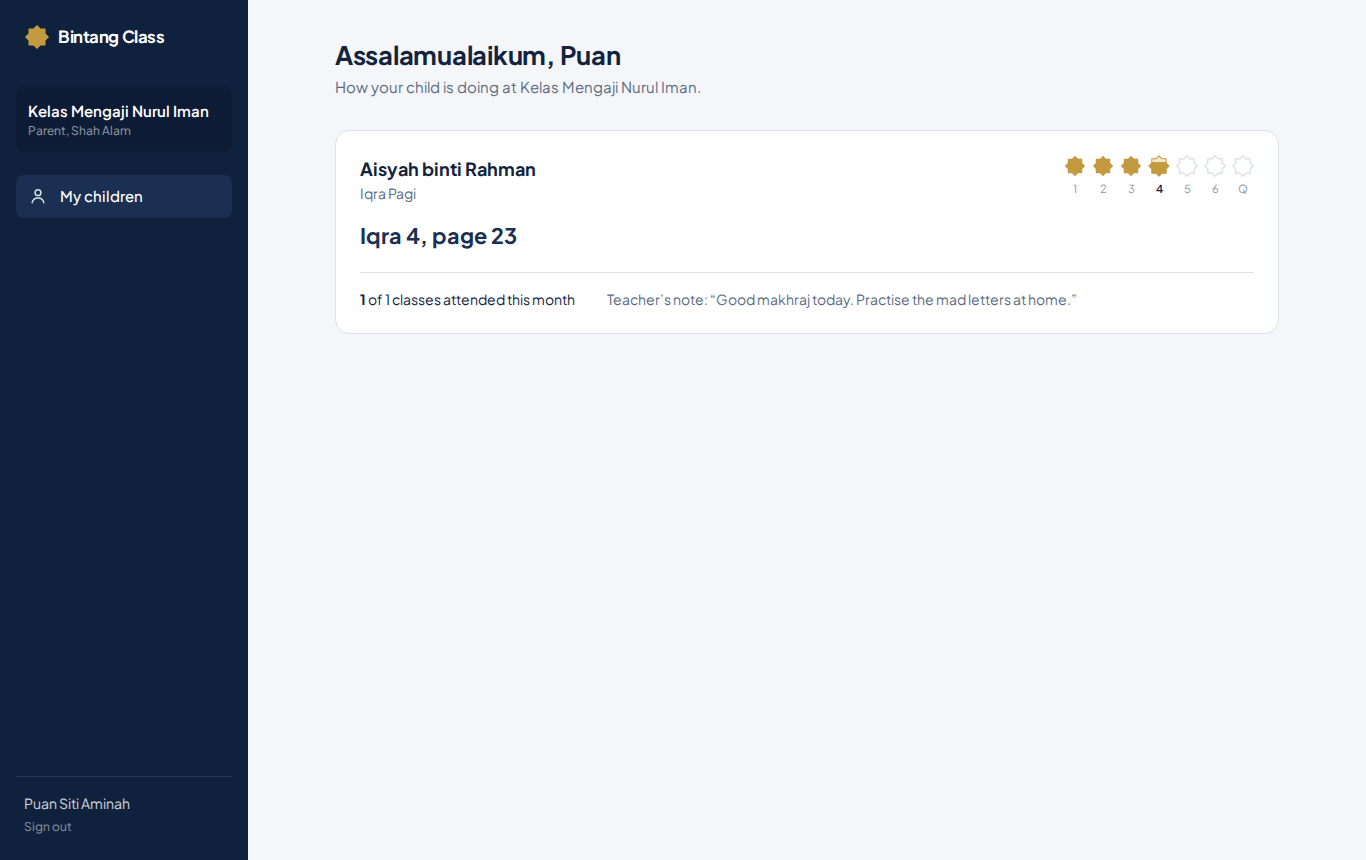 Bintang Class
Kelas Mengaji Nurul Iman
Parent, Shah Alam
My children
Puan Siti Aminah
Sign out
Assalamualaikum, Puan
How your child is doing at Kelas Mengaji Nurul Iman.
Aisyah binti Rahman
Iqra Pagi
1 2 3 4 5 6 Q
Iqra 4, page 23
1 of 1 classes attended this month
Teacher's note: “Good makhraj today. Practise the mad letters at home.”